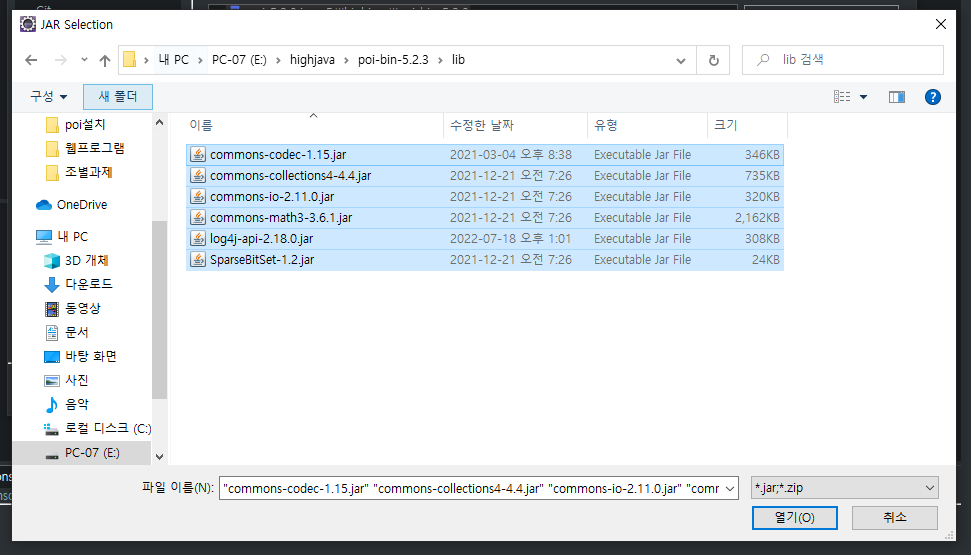 Git
JAR Selection
내 PC > PC-07 (E:) > highjava > poi-bin-5.2.3 > lib
lib 검색
구성
새 폴더
이름 수정한 날짜 유형 크기
poi설치
웹프로그램
조별과제
OneDrive
내 PC
3D 개체
다운로드
동영상
문서
바탕 화면
사진
음악
로컬 디스크 (C:)
PC-07 (E:)
commons-codec-1.15.jar 2021-03-04 오후 8:38 Executable Jar File 346KB
commons-collections4-4.4.jar 2021-12-21 오전 7:26 Executable Jar File 735KB
commons-io-2.11.0.jar 2021-12-21 오전 7:26 Executable Jar File 320KB
commons-math3-3.6.1.jar 2021-12-21 오전 7:26 Executable Jar File 2,162KB
log4j-api-2.18.0.jar 2022-07-18 오후 1:01 Executable Jar File 308KB
SparseBitSet-1.2.jar 2021-12-21 오전 7:26 Executable Jar File 24KB
파일 이름(N): "commons-codec-1.15.jar" "commons-collections4-4.4.jar" "commons-io-2.11.0.jar" "comr
*.jar;*.zip
열기(O)
취소